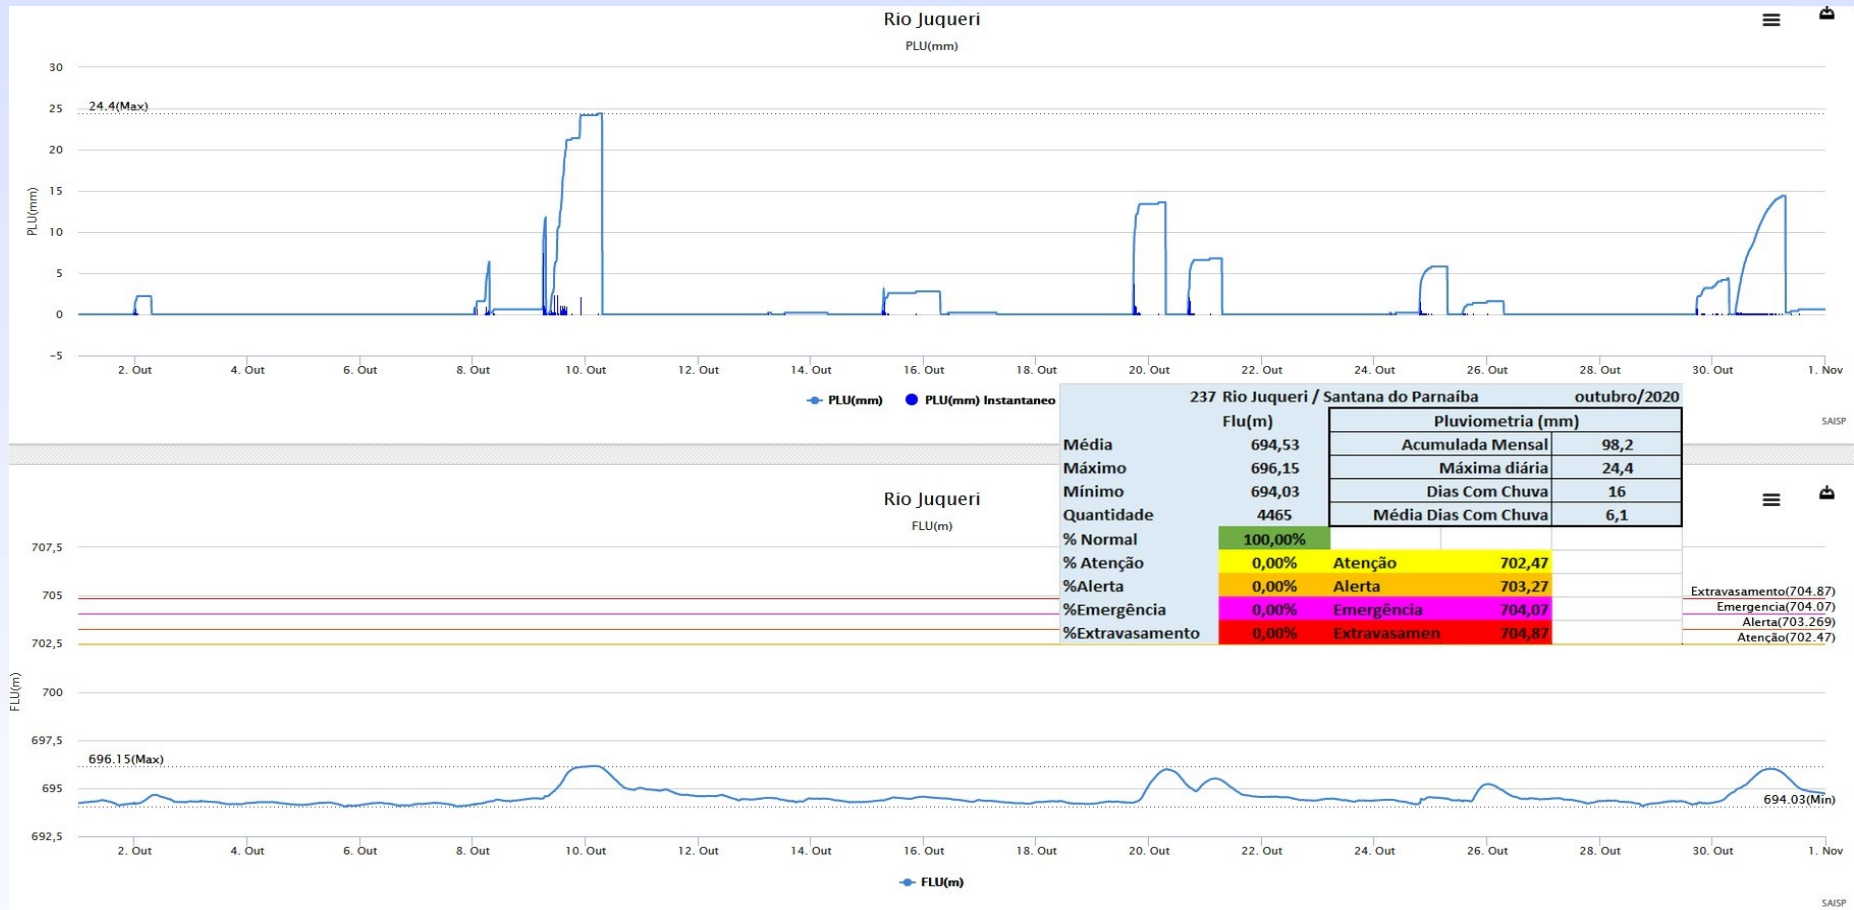 Rio Juqueri
PLU(mm)
30
25
20
15
10
5
0
−5
PLU(mm)
24.4(Max)
2. Out 4. Out 6. Out 8. Out 10. Out 12. Out 14. Out 16. Out 18. Out 20. Out 22. Out 24. Out 26. Out 28. Out 30. Out 1. Nov
PLU(mm) PLU(mm) Instantaneo
SAISP
237 Rio Juqueri / Santana do Parnaíba outubro/2020
Flu(m) Pluviometria (mm)
Média 694,53 Acumulada Mensal 98,2
Máximo 696,15 Máxima diária 24,4
Mínimo 694,03 Dias Com Chuva 16
Quantidade 4465 Média Dias Com Chuva 6,1
% Normal 100,00%
% Atenção 0,00% Atenção 702,47
%Alerta 0,00% Alerta 703,27
%Emergência 0,00% Emergência 704,07
%Extravasamento 0,00% Extravasamen 704,87
Rio Juqueri
FLU(m)
707,5
705
702,5
700
697,5
695
692,5
FLU(m)
Extravasamento(704.87)
Emergencia(704.07)
Alerta(703.269)
Atenção(702.47)
696.15(Max)
694.03(Min)
2. Out 4. Out 6. Out 8. Out 10. Out 12. Out 14. Out 16. Out 18. Out 20. Out 22. Out 24. Out 26. Out 28. Out 30. Out 1. Nov
FLU(m)
SAISP